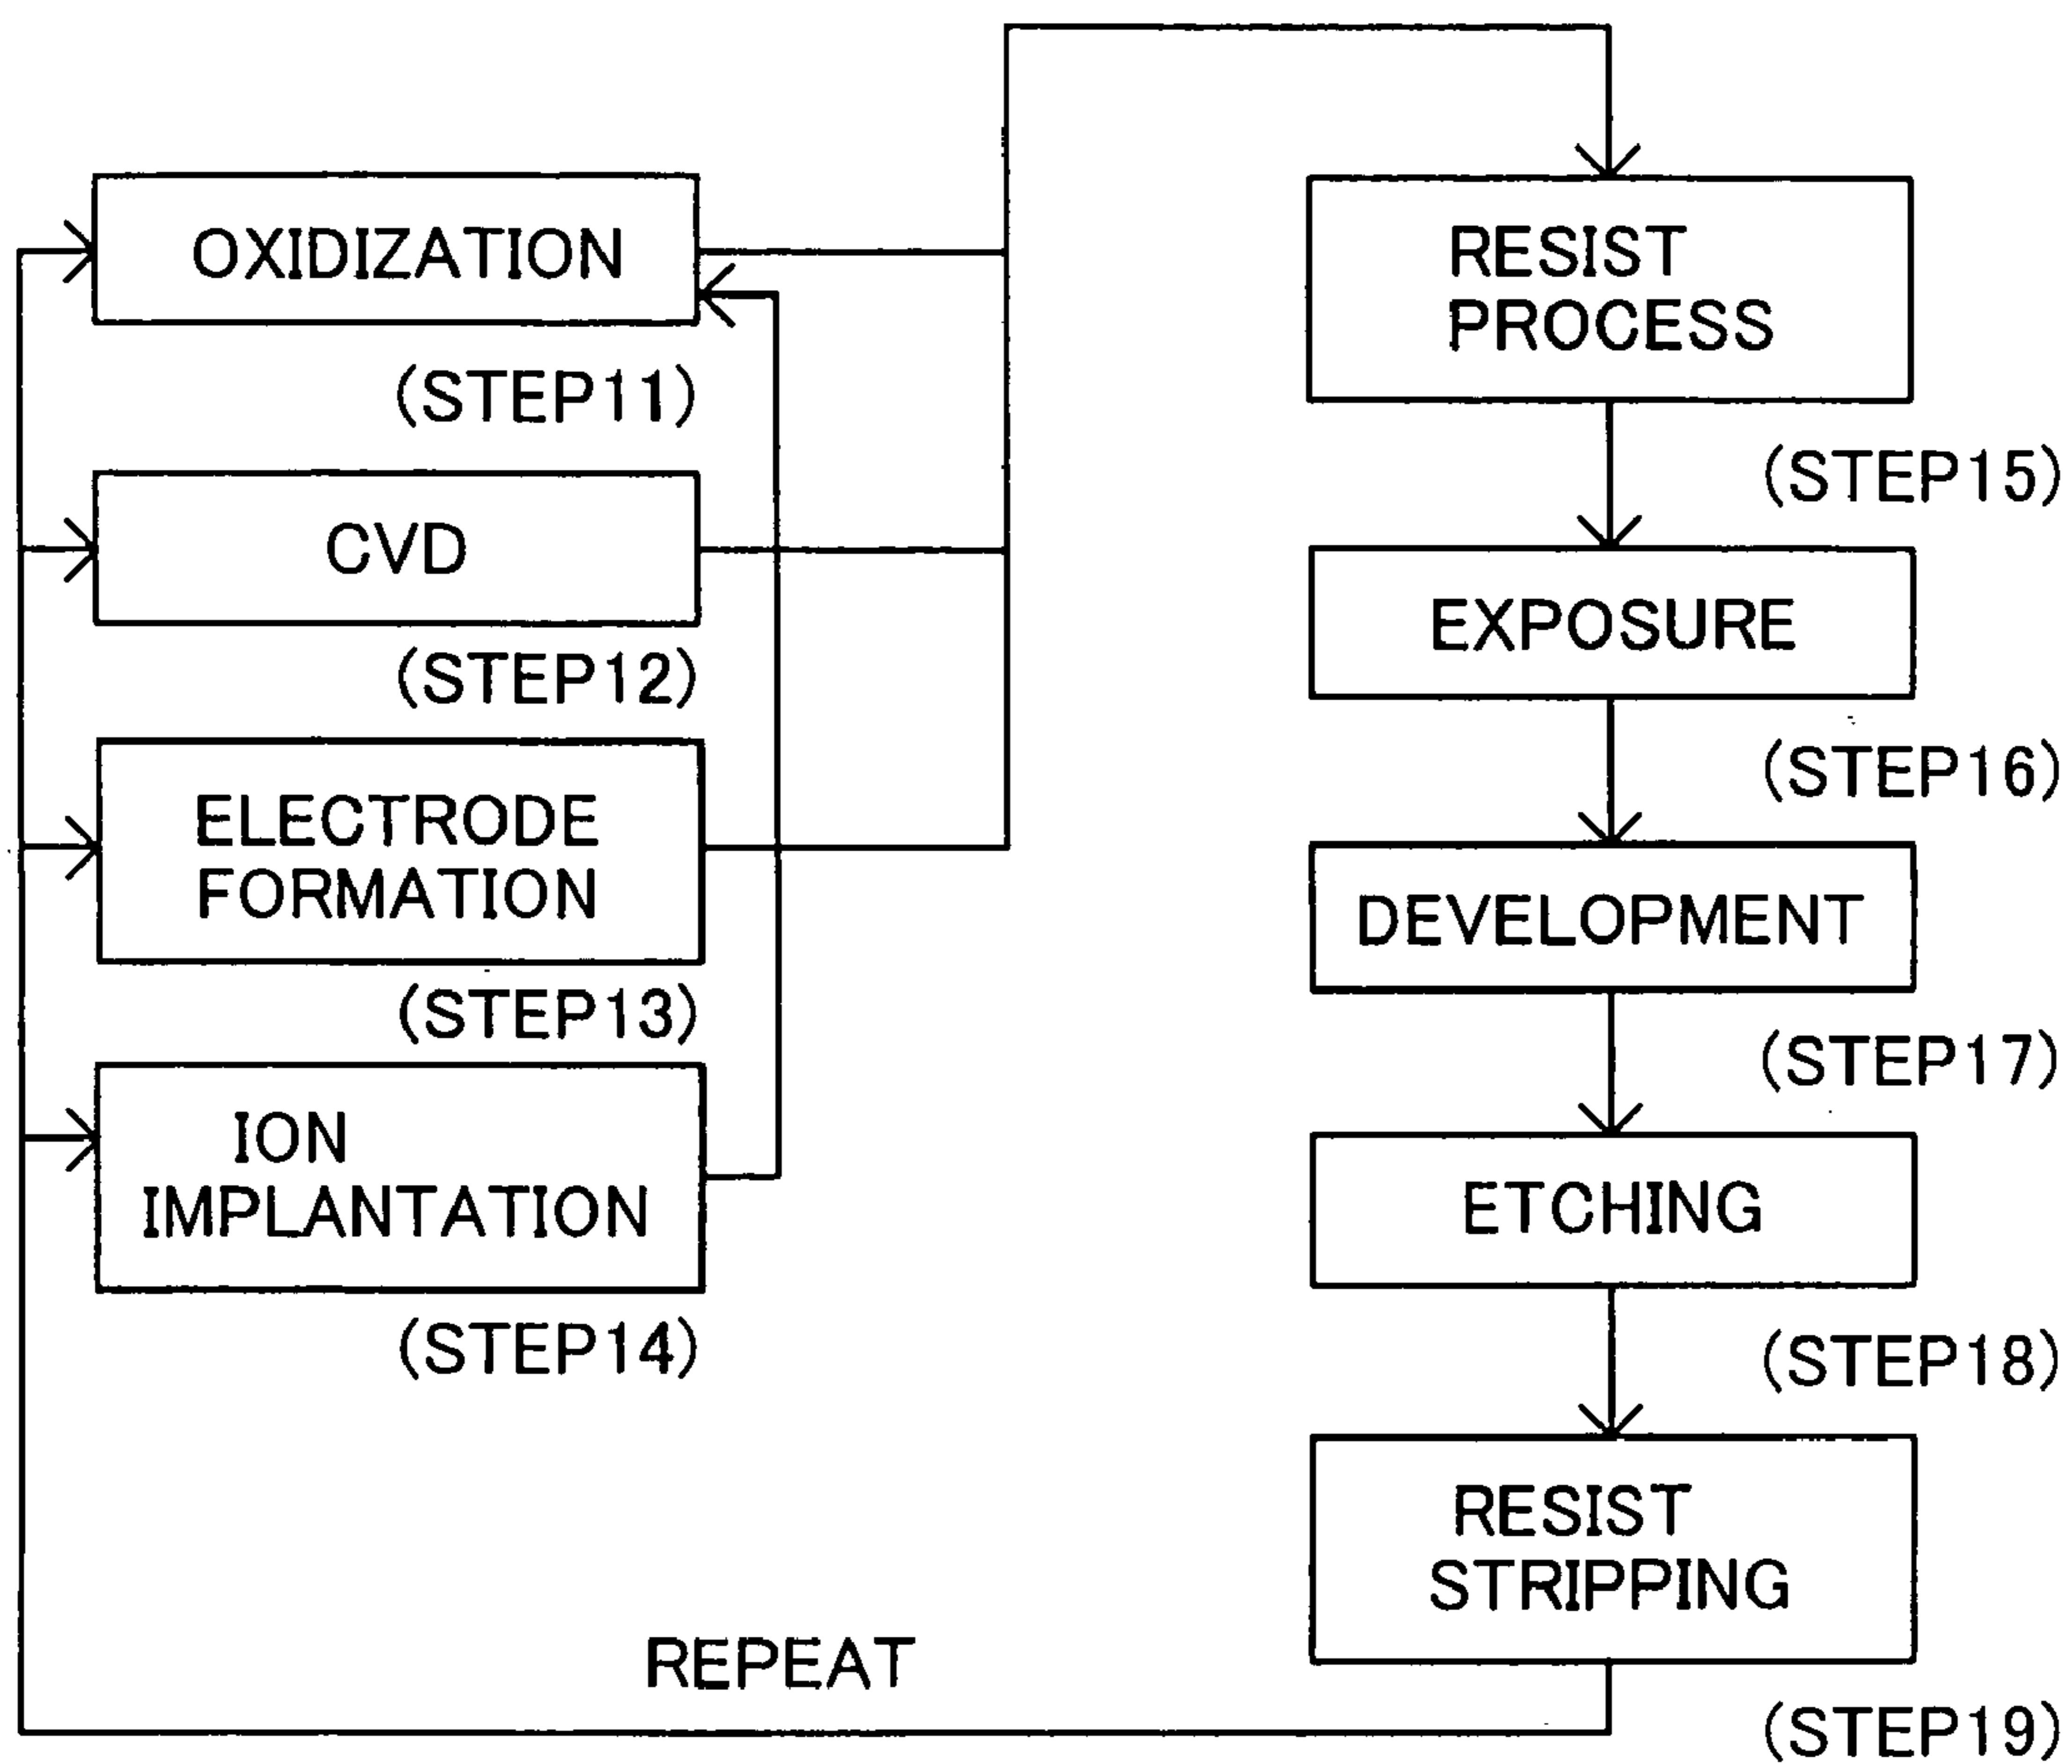 OXIDIZATION
(STEP11)
CVD
(STEP12)
ELECTRODE
FORMATION
(STEP13)
ION
IMPLANTATION
(STEP14)
RESIST
PROCESS
(STEP15)
EXPOSURE
(STEP16)
DEVELOPMENT
(STEP17)
ETCHING
(STEP18)
RESIST
STRIPPING
(STEP19)
REPEAT